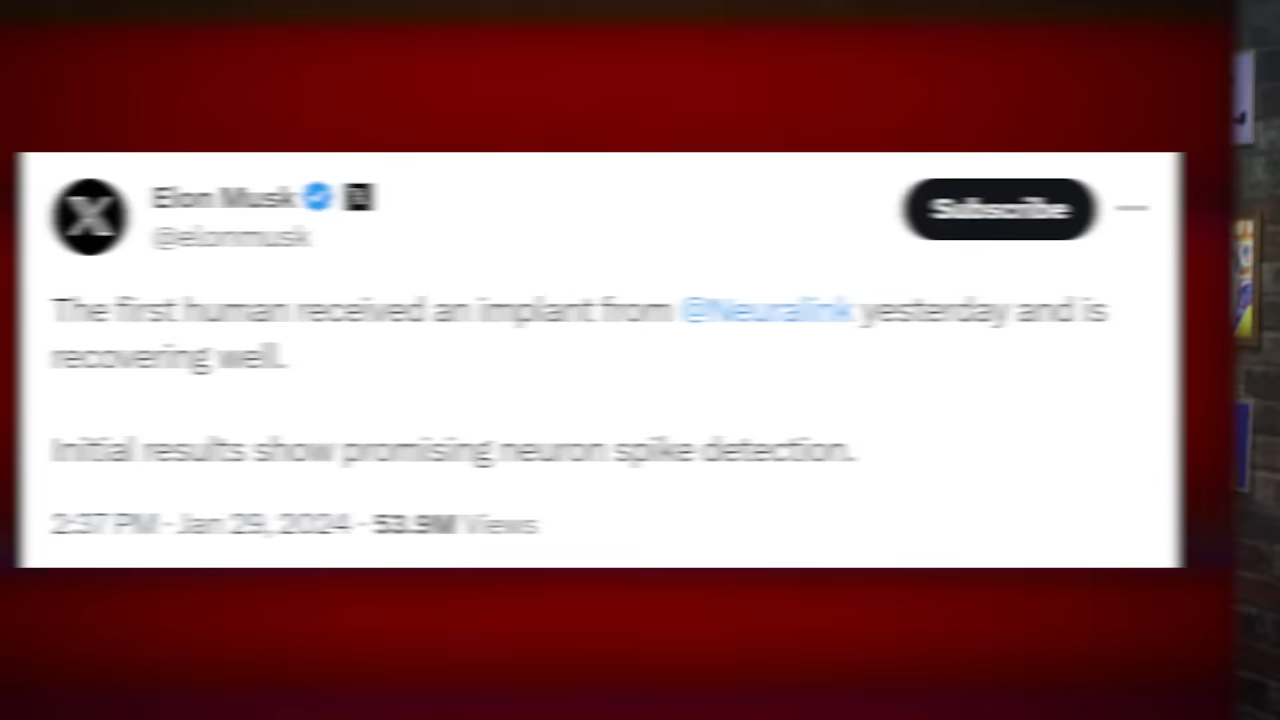 Elon Musk
@elonmusk
Subscribe
The first human received an implant from @Neuralink yesterday and is
recovering well.
Initial results show promising neuron spike detection.
2:37 PM · Jan 29, 2024 · 53.9M Views